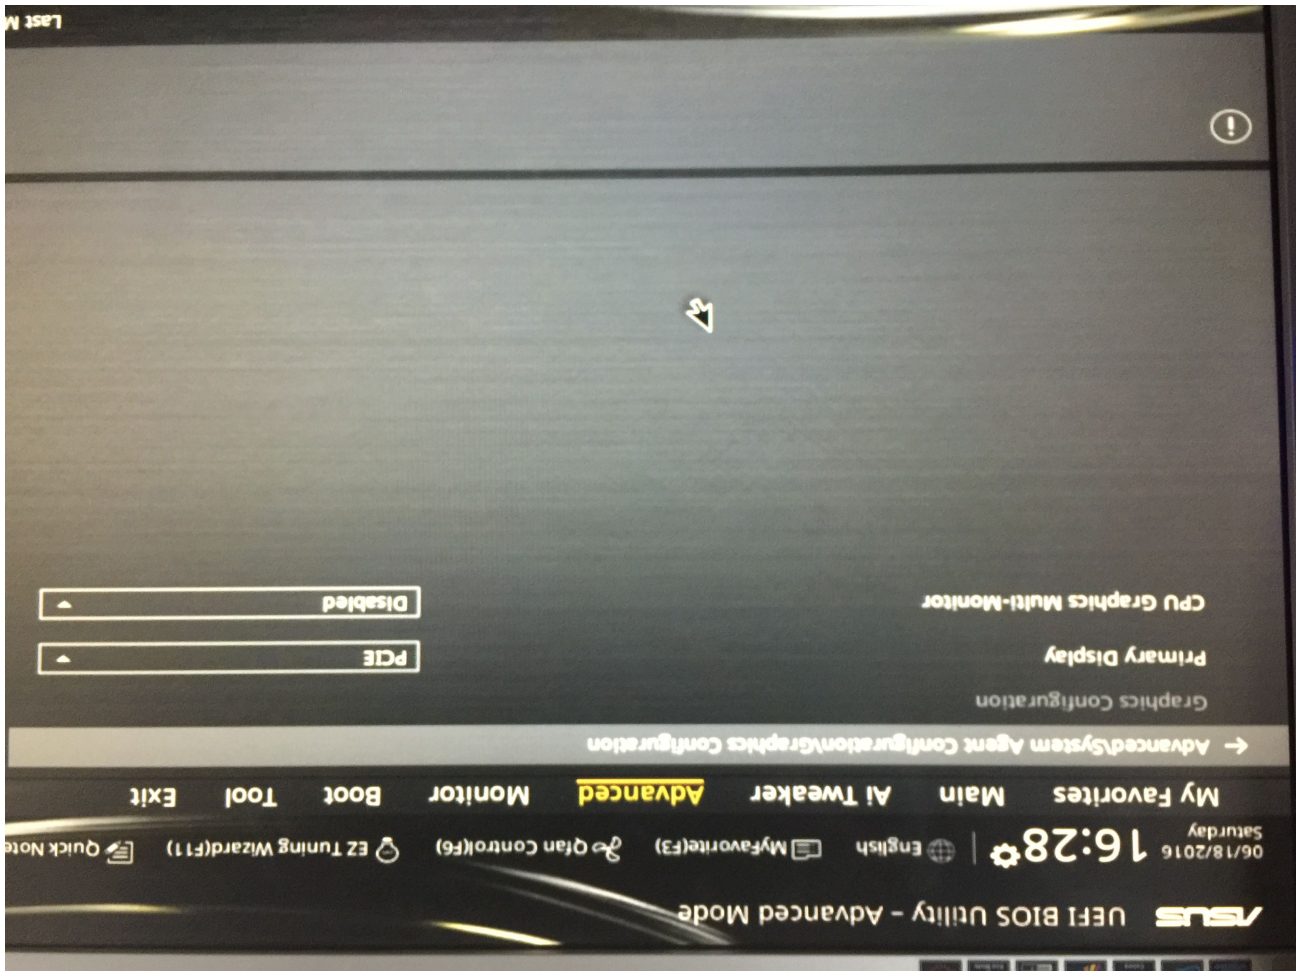 ASUS UEFI BIOS Utility – Advanced Mode
06/18/2016
Saturday
16:28
English
MyFavorite(F3)
Qfan Control(F6)
EZ Tuning Wizard(F11)
Quick Note
My Favorites
Main
Ai Tweaker
Advanced
Monitor
Boot
Tool
Exit
← Advanced\System Agent Configuration\Graphics Configuration
Graphics Configuration
Primary Display
PCIE
CPU Graphics Multi-Monitor
Disabled
Last M